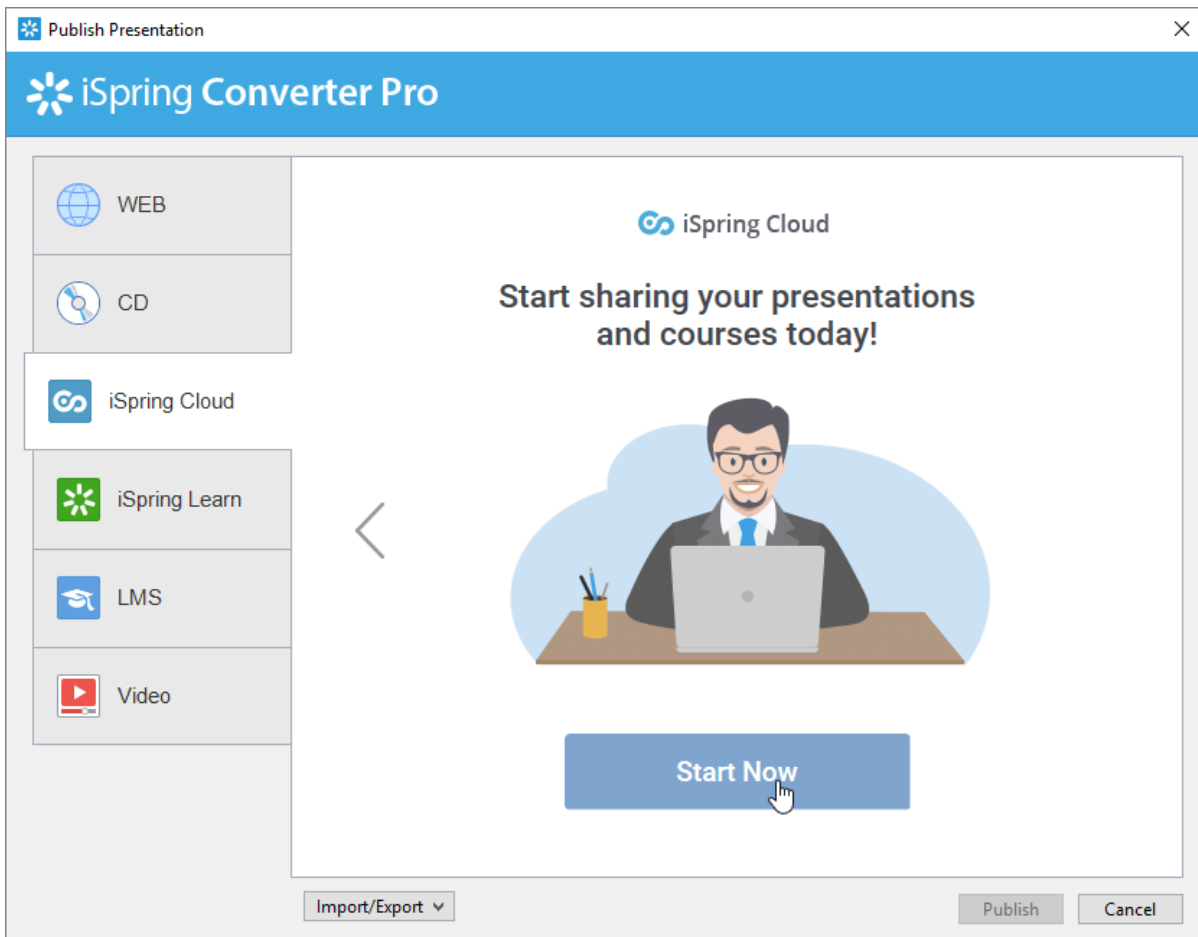 Publish Presentation
iSpring Converter Pro
WEB
CD
iSpring Cloud
iSpring Learn
LMS
Video
iSpring Cloud
Start sharing your presentations
and courses today!
Start Now
Import/Export
Publish
Cancel